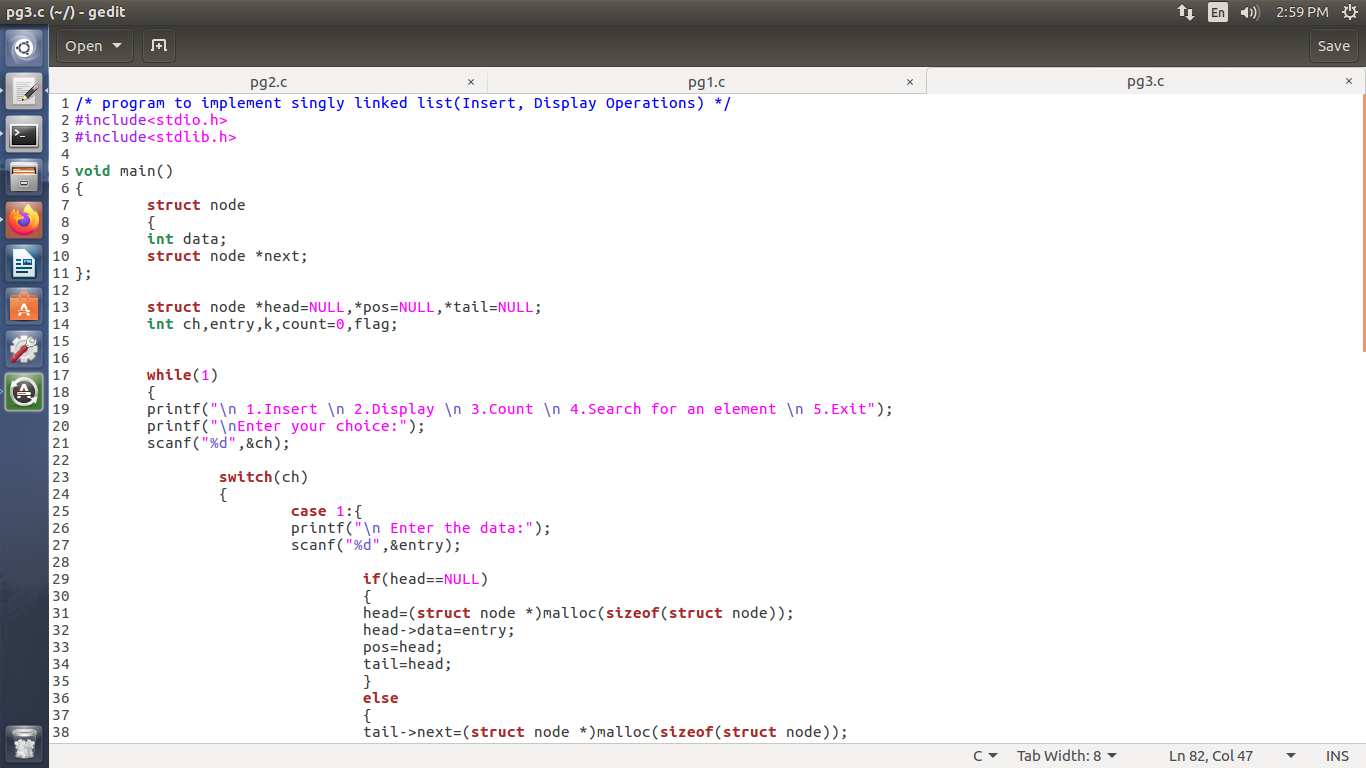 pg3.c (~/) - gedit
En
2:59 PM
Open
Save
pg2.c ×
pg1.c ×
pg3.c ×
1 /* program to implement singly linked list(Insert, Display Operations) */
2 #include<stdio.h>
3 #include<stdlib.h>
4
5 void main()
6 {
7 struct node
8 {
9 int data;
10 struct node *next;
11 };
12
13 struct node *head=NULL,*pos=NULL,*tail=NULL;
14 int ch,entry,k,count=0,flag;
15
16
17 while(1)
18 {
19 printf("\n 1.Insert \n 2.Display \n 3.Count \n 4.Search for an element \n 5.Exit");
20 printf("\nEnter your choice:");
21 scanf("%d",&ch);
22
23 switch(ch)
24 {
25 case 1:{
26 printf("\n Enter the data:");
27 scanf("%d",&entry);
28
29 if(head==NULL)
30 {
31 head=(struct node *)malloc(sizeof(struct node));
32 head->data=entry;
33 pos=head;
34 tail=head;
35 }
36 else
37 {
38 tail->next=(struct node *)malloc(sizeof(struct node));
C
Tab Width: 8
Ln 82, Col 47
INS